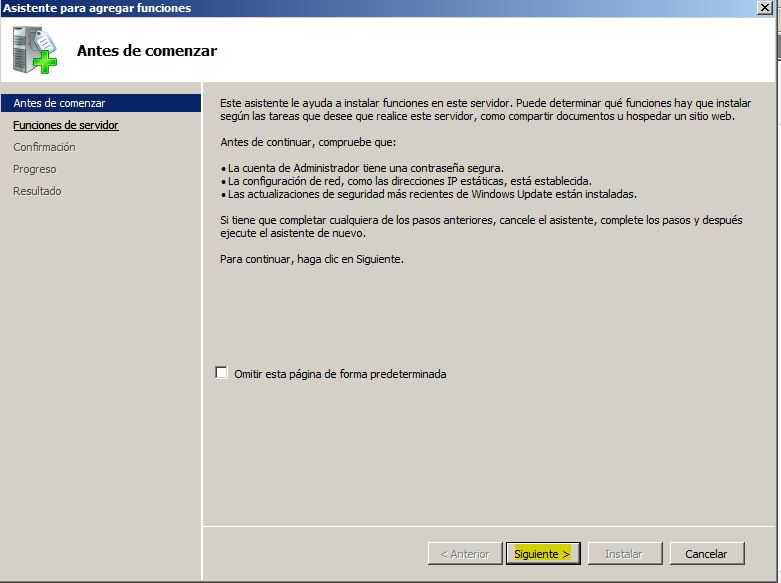 Asistente para agregar funciones
Antes de comenzar
Antes de comenzar
Funciones de servidor
Confirmación
Progreso
Resultado
Este asistente le ayuda a instalar funciones en este servidor. Puede determinar qué funciones hay que instalar
según las tareas que desee que realice este servidor, como compartir documentos u hospedar un sitio web.
Antes de continuar, compruebe que:
• La cuenta de Administrador tiene una contraseña segura.
• La configuración de red, como las direcciones IP estáticas, está establecida.
• Las actualizaciones de seguridad más recientes de Windows Update están instaladas.
Si tiene que completar cualquiera de los pasos anteriores, cancele el asistente, complete los pasos y después
ejecute el asistente de nuevo.
Para continuar, haga clic en Siguiente.
Omitir esta página de forma predeterminada
< Anterior
Siguiente >
Instalar
Cancelar